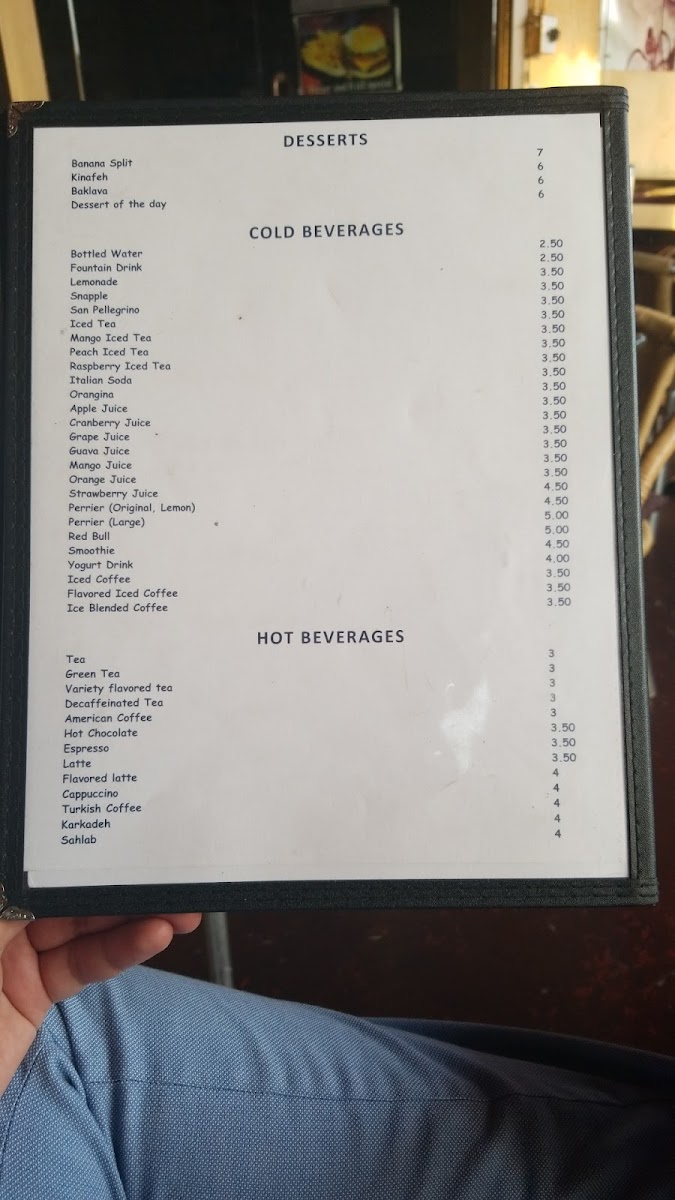 DESSERTS
Banana Split 7
Kinafeh 6
Baklava 6
Dessert of the day 6
COLD BEVERAGES
Bottled Water 2.50
Fountain Drink 2.50
Lemonade 3.50
Snapple 3.50
San Pellegrino 3.50
Iced Tea 3.50
Mango Iced Tea 3.50
Peach Iced Tea 3.50
Raspberry Iced Tea 3.50
Italian Soda 3.50
Orangina 3.50
Apple Juice 3.50
Cranberry Juice 3.50
Grape Juice 3.50
Guava Juice 3.50
Mango Juice 3.50
Orange Juice 3.50
Strawberry Juice 4.50
Perrier (Original, Lemon) 4.50
Perrier (Large) 5.00
Red Bull 5.00
Smoothie 4.50
Yogurt Drink 4.00
Iced Coffee 3.50
Flavored Iced Coffee 3.50
Ice Blended Coffee 3.50
HOT BEVERAGES
Tea 3
Green Tea 3
Variety flavored tea 3
Decaffeinated Tea 3
American Coffee 3
Hot Chocolate 3.50
Espresso 3.50
Latte 3.50
Flavored latte 4
Cappuccino 4
Turkish Coffee 4
Karkadeh 4
Sahlab 4